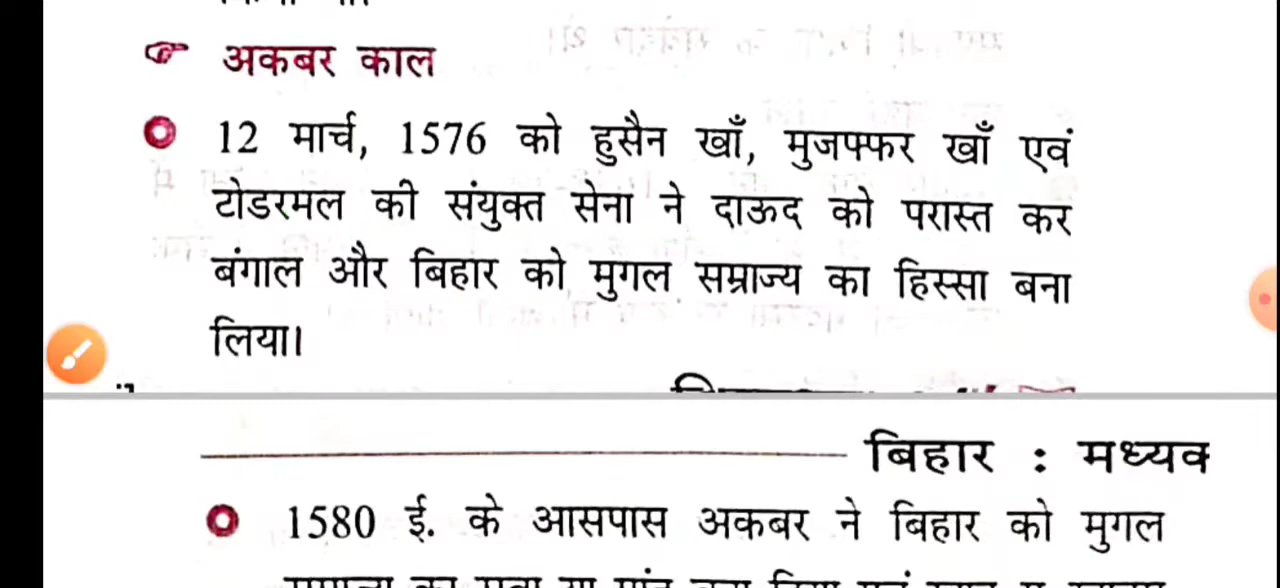 अकबर काल
12 मार्च, 1576 को हुसैन खाँ, मुजफ्फर खाँ एवं
टोडरमल की संयुक्त सेना ने दाऊद को परास्त कर
बंगाल और बिहार को मुगल सम्राज्य का हिस्सा बना
लिया।
बिहार : मध्यक
1580 ई. के आसपास अकबर ने बिहार को मुगल